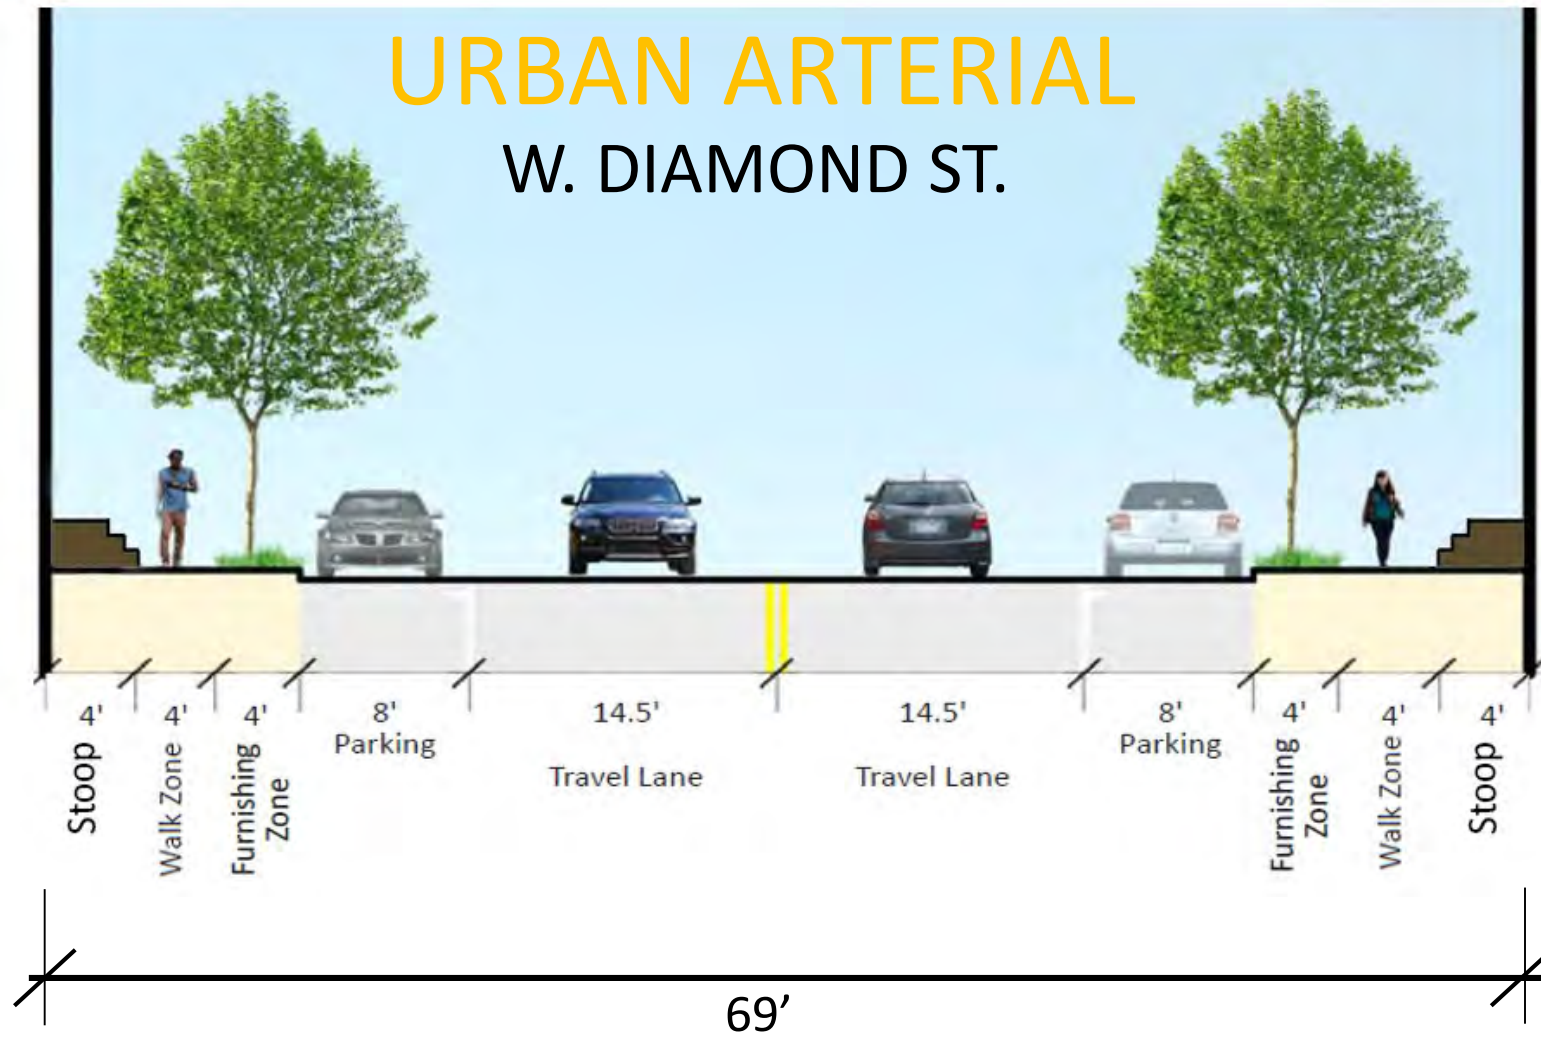 URBAN ARTERIAL
W. DIAMOND ST.
4'
Stoop
4'
Walk Zone
4'
Furnishing
Zone
8'
Parking
14.5'
Travel Lane
14.5'
Travel Lane
8'
Parking
4'
Furnishing
Zone
4'
Walk Zone
4'
Stoop
69’